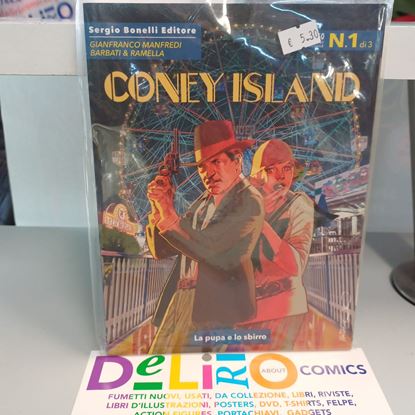 Sergio Bonelli Editore
GIANFRANCO MANFREDI
BARBATI & RAMELLA
€ 5.30
N.1 di 3
CONEY ISLAND
La pupa e lo sbirro
DeLiRiO ABOUT COMICS
FUMETTI NUOVI, USATI, DA COLLEZIONE, LIBRI, RIVISTE,
LIBRI D'ILLUSTRAZIONI, POSTERS, DVD, T-SHIRTS, FELPE,
ACTION FIGURES, PORTACHIAVI, GADGETS